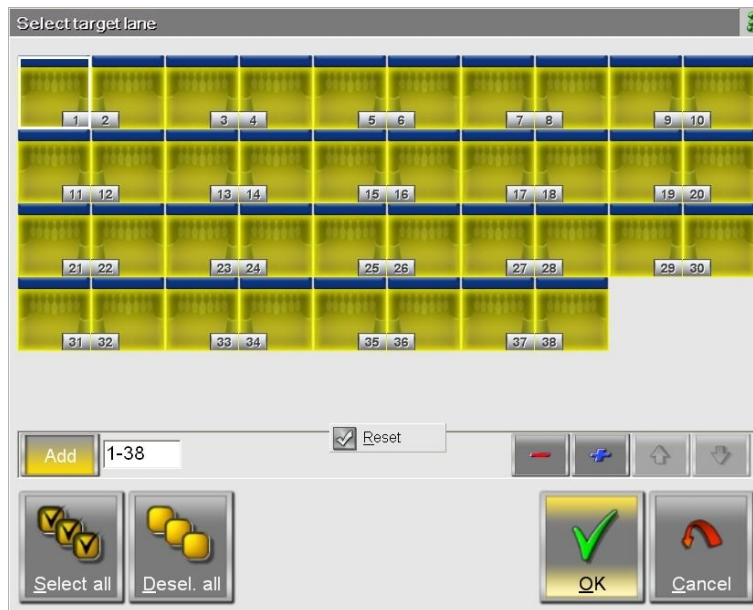 Select target lane
1 2 3 4 5 6 7 8 9 10
11 12 13 14 15 16 17 18 19 20
21 22 23 24 25 26 27 28 29 30
31 32 33 34 35 36 37 38
Add 1-38 Reset
Select all Desel. all OK Cancel